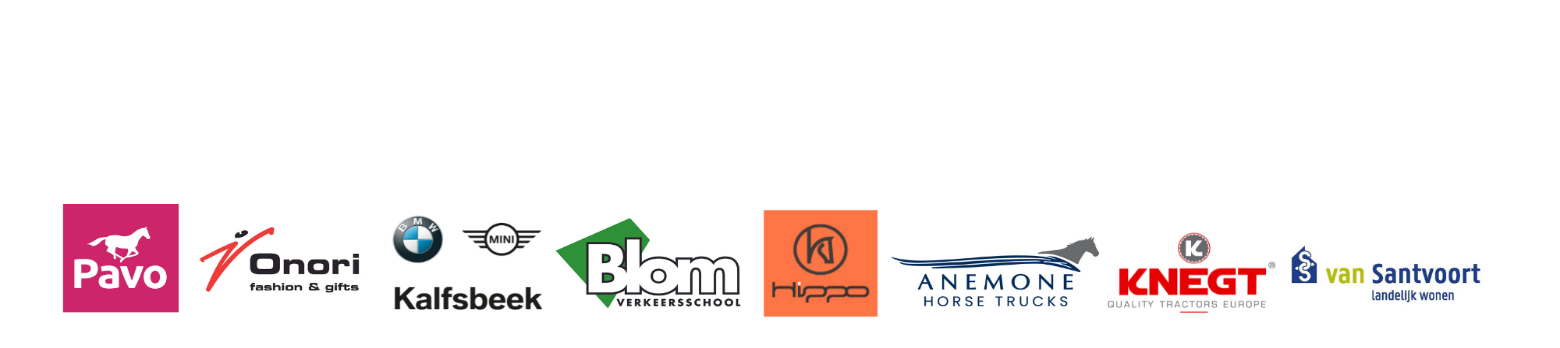 Pavo
Onori
fashion & gifts
BMW
MINI
Kalfsbeek
Blom
VERKEERSSCHOOL
Hippo
ANEMONE
HORSE TRUCKS
K
KNEGT®
QUALITY TRACTORS EUROPE
van Santvoort
landelijk wonen